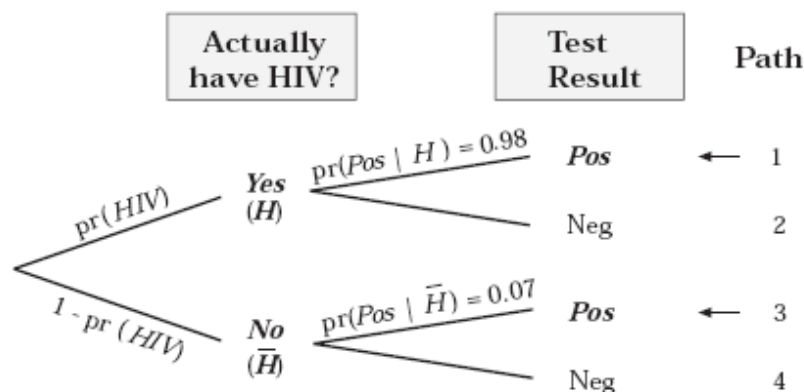 Actually
have HIV?
Test
Result
Path
pr(HIV)
Yes
(H)
pr(Pos | H) = 0.98
Pos
1
Neg
2
1 - pr (HIV)
No
(H̅)
pr(Pos | H̅) = 0.07
Pos
3
Neg
4